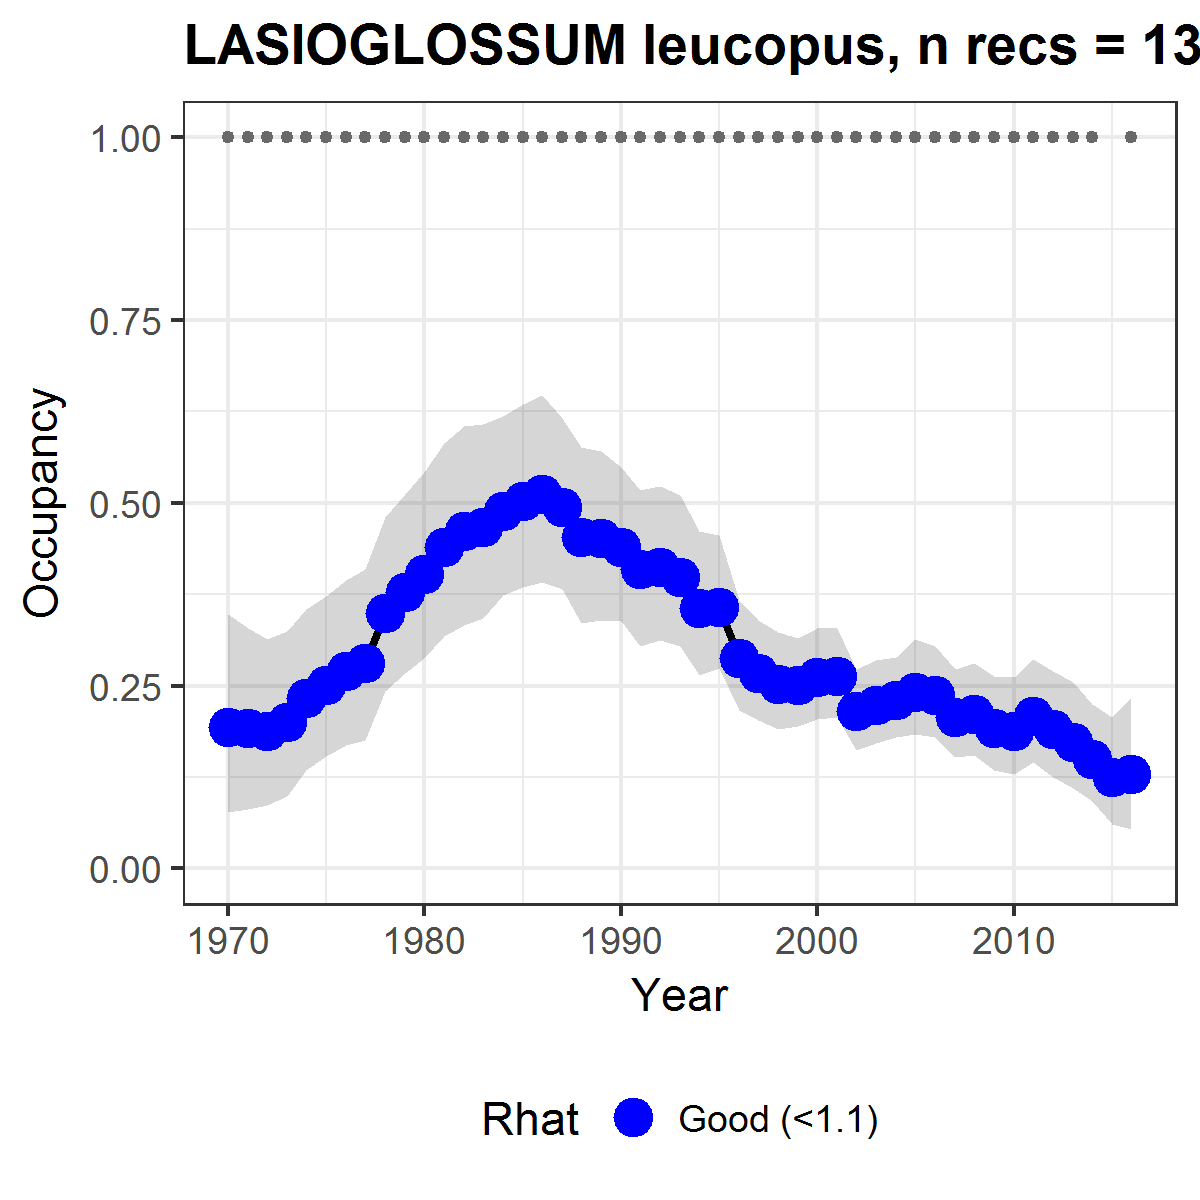 LASIOGLOSSUM leucopus, n recs = 13
1.00
0.75
0.50
0.25
0.00
Occupancy
1970 1980 1990 2000 2010
Year
Rhat Good (<1.1)